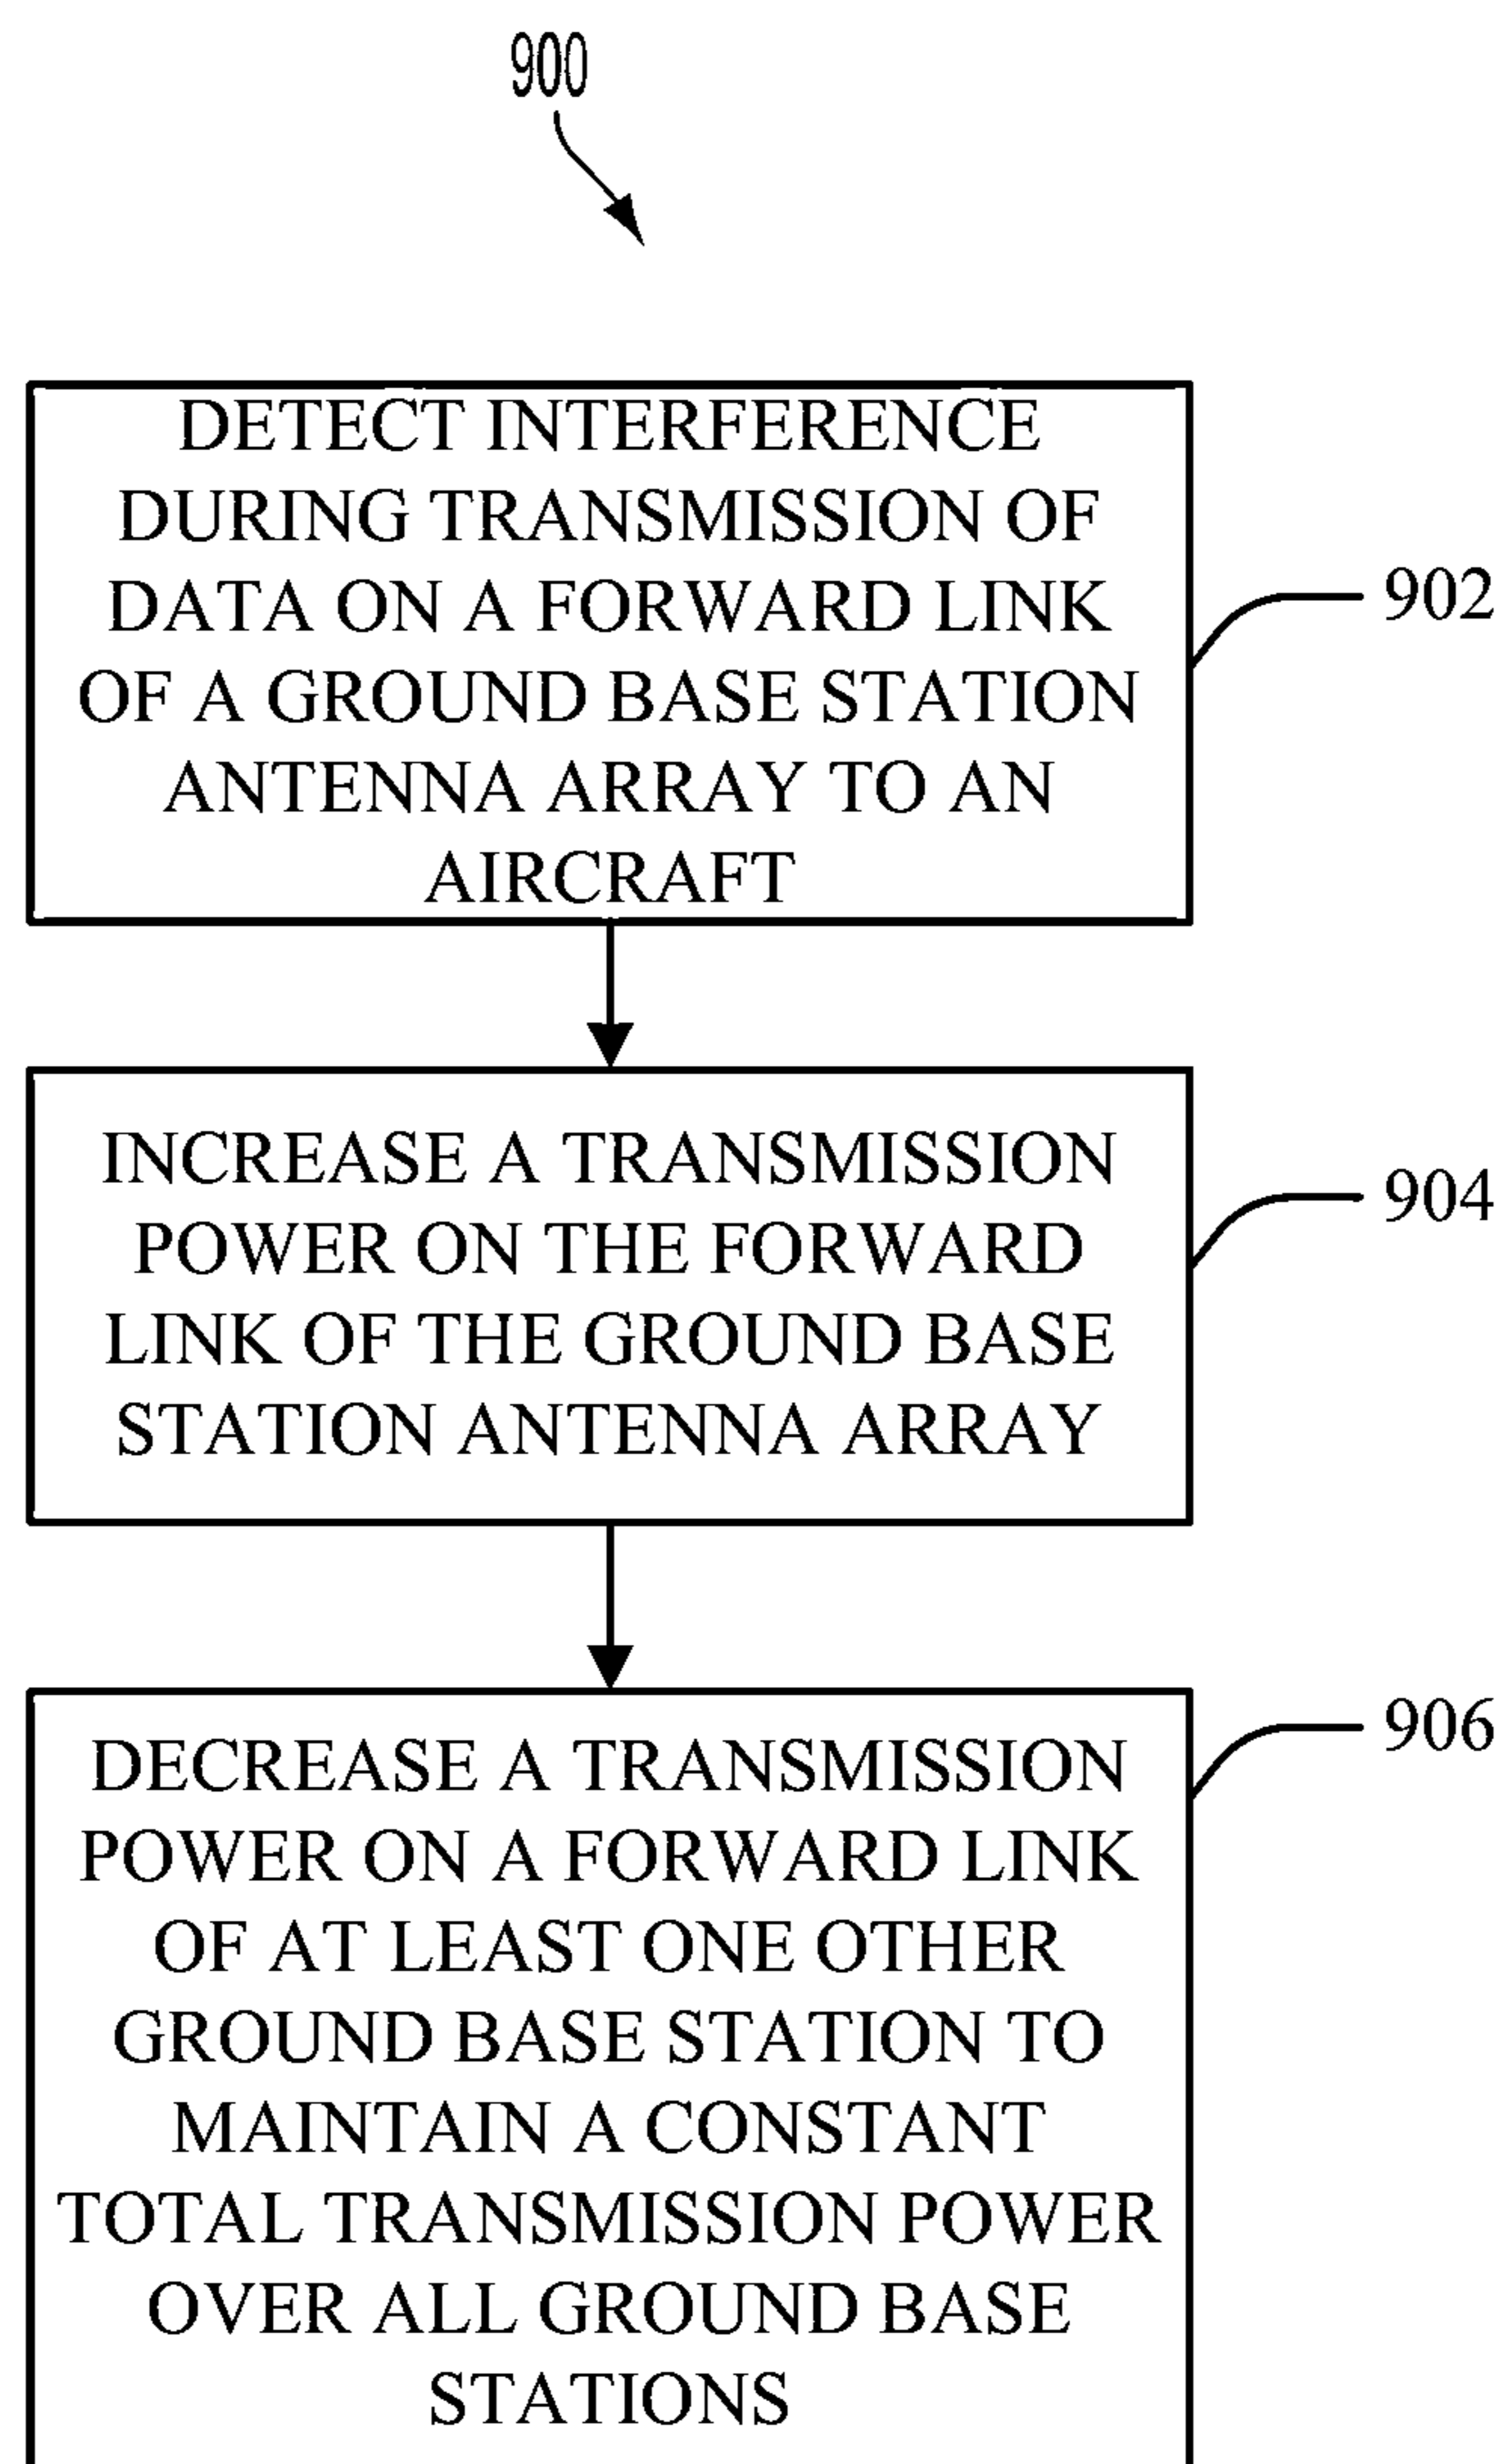 900
DETECT INTERFERENCE
DURING TRANSMISSION OF
DATA ON A FORWARD LINK
OF A GROUND BASE STATION
ANTENNA ARRAY TO AN
AIRCRAFT
902
INCREASE A TRANSMISSION
POWER ON THE FORWARD
LINK OF THE GROUND BASE
STATION ANTENNA ARRAY
904
DECREASE A TRANSMISSION
POWER ON A FORWARD LINK
OF AT LEAST ONE OTHER
GROUND BASE STATION TO
MAINTAIN A CONSTANT
TOTAL TRANSMISSION POWER
OVER ALL GROUND BASE
STATIONS
906